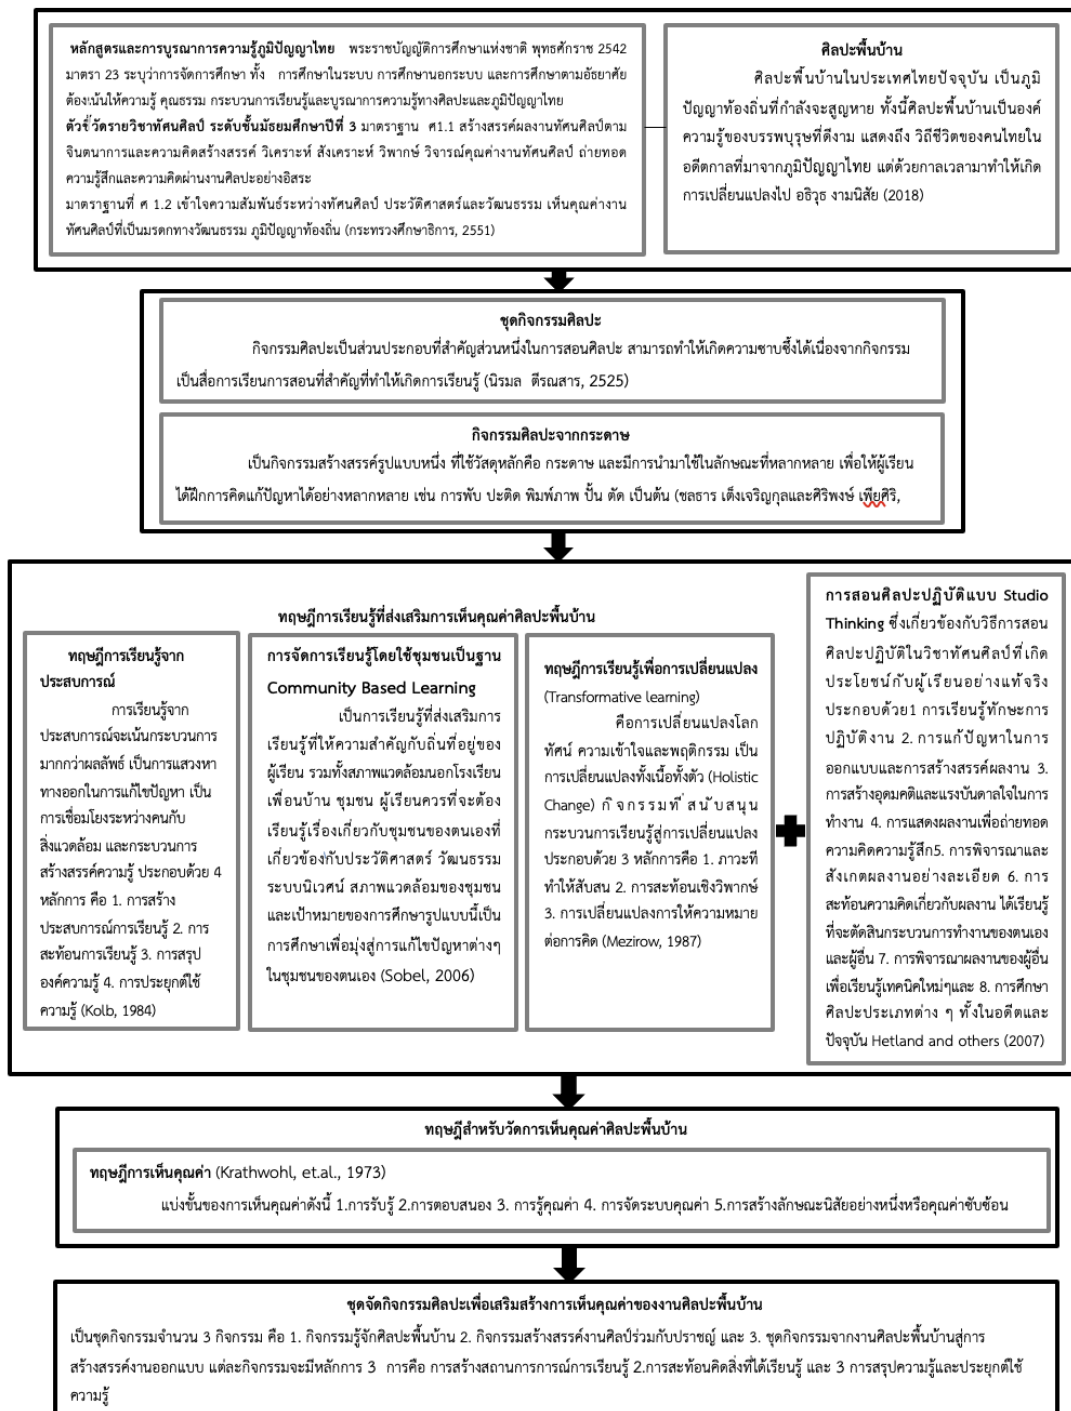 หลักสูตรและการบูรณาการความรู้ภูมิปัญญาไทย พระราชบัญญัติการศึกษาแห่งชาติ พุทธศักราช 2542
มาตรา 23 ระบุว่าการจัดการศึกษา ทั้ง การศึกษาในระบบ การศึกษานอกระบบ และการศึกษาตามอัธยาศัย
ต้องเน้นให้ความรู้ คุณธรรม กระบวนการเรียนรู้และบูรณาการความรู้ทางศิลปะและภูมิปัญญาไทย
ตัวชี้วัดรายวิชาทัศนศิลป์ ระดับชั้นมัธยมศึกษาปีที่ 3 มาตราฐาน ศ1.1 สร้างสรรค์ผลงานทัศนศิลป์ตาม
จินตนาการและความคิดสร้างสรรค์ วิเคราะห์ สังเคราะห์ วิพากษ์ วิจารณ์คุณค่างานทัศนศิลป์ ถ่ายทอด
ความรู้สึกและความคิดผ่านงานศิลปะอย่างอิสระ
มาตราฐานที่ ศ 1.2 เข้าใจความสัมพันธ์ระหว่างทัศนศิลป์ ประวัติศาสตร์และวัฒนธรรม เห็นคุณค่างาน
ทัศนศิลป์ที่เป็นมรดกทางวัฒนธรรม ภูมิปัญญาท้องถิ่น (กระทรวงศึกษาธิการ, 2551)
ศิลปะพื้นบ้าน
ศิลปะพื้นบ้านในประเทศไทยปัจจุบัน เป็นภูมิ
ปัญญาท้องถิ่นที่กำลังจะสูญหาย ทั้งนี้ศิลปะพื้นบ้านเป็นองค์
ความรู้ของบรรพบุรุษที่ดีงาม แสดงถึง วิถีชีวิตของคนไทยใน
อดีตกาลที่มาจากภูมิปัญญาไทย แต่ด้วยกาลเวลามาทำให้เกิด
การเปลี่ยนแปลงไป อธิวุธ งามนิสัย (2018)
ชุดกิจกรรมศิลปะ
กิจกรรมศิลปะเป็นส่วนประกอบที่สำคัญส่วนหนึ่งในการสอนศิลปะ สามารถทำให้เกิดความซาบซึ้งได้เนื่องจากกิจกรรม
เป็นสื่อการเรียนการสอนที่สำคัญที่ทำให้เกิดการเรียนรู้ (นิรมล ตีรณสาร, 2525)
กิจกรรมศิลปะจากกระดาษ
เป็นกิจกรรมสร้างสรรค์รูปแบบหนึ่ง ที่ใช้วัสดุหลักคือ กระดาษ และมีการนำมาใช้ในลักษณะที่หลากหลาย เพื่อให้ผู้เรียน
ได้ฝึกการคิดแก้ปัญหาได้อย่างหลากหลาย เช่น การพับ ปะติด พิมพ์ภาพ ปั้น ตัด เป็นต้น (ชลธาร เต็งเจริญกุลและศิริพงษ์ เพียศิริ,
ทฤษฎีการเรียนรู้ที่ส่งเสริมการเห็นคุณค่าศิลปะพื้นบ้าน
ทฤษฎีการเรียนรู้จาก
ประสบการณ์
การเรียนรู้จาก
ประสบการณ์จะเน้นกระบวนการ
มากกว่าผลลัพธ์ เป็นการแสวงหา
ทางออกในการแก้ไขปัญหา เป็น
การเชื่อมโยงระหว่างคนกับ
สิ่งแวดล้อม และกระบวนการ
สร้างสรรค์ความรู้ ประกอบด้วย 4
หลักการ คือ 1. การสร้าง
ประสบการณ์การเรียนรู้ 2. การ
สะท้อนการเรียนรู้ 3. การสรุป
องค์ความรู้ 4. การประยุกต์ใช้
ความรู้ (Kolb, 1984)
การจัดการเรียนรู้โดยใช้ชุมชนเป็นฐาน
Community Based Learning
เป็นการเรียนรู้ที่ส่งเสริมการ
เรียนรู้ที่ให้ความสำคัญกับถิ่นที่อยู่ของ
ผู้เรียน รวมทั้งสภาพแวดล้อมนอกโรงเรียน
เพื่อนบ้าน ชุมชน ผู้เรียนควรที่จะต้อง
เรียนรู้เรื่องเกี่ยวกับชุมชนของตนเองที่
เกี่ยวข้องกับประวัติศาสตร์ วัฒนธรรม
ระบบนิเวศน์ สภาพแวดล้อมของชุมชน
และเป้าหมายของการศึกษารูปแบบนี้เป็น
การศึกษาเพื่อมุ่งสู่การแก้ไขปัญหาต่างๆ
ในชุมชนของตนเอง (Sobel, 2006)
ทฤษฎีการเรียนรู้เพื่อการเปลี่ยนแปลง
(Transformative learning)
คือการเปลี่ยนแปลงโลก
ทัศน์ ความเข้าใจและพฤติกรรม เป็น
การเปลี่ยนแปลงทั้งเนื้อทั้งตัว (Holistic
Change) กิจกรรมที่สนับสนุน
กระบวนการเรียนรู้สู่การเปลี่ยนแปลง
ประกอบด้วย 3 หลักการคือ 1. ภาวะที
ทำให้สับสน 2. การสะท้อนเชิงวิพากษ์
3. การเปลี่ยนแปลงการให้ความหมาย
ต่อการคิด (Mezirow, 1987)
การสอนศิลปะปฏิบัติแบบ Studio
Thinking ซึ่งเกี่ยวข้องกับวิธีการสอน
ศิลปะปฏิบัติในวิชาทัศนศิลป์ที่เกิด
ประโยชน์กับผู้เรียนอย่างแท้จริง
ประกอบด้วย1 การเรียนรู้ทักษะการ
ปฏิบัติงาน 2. การแก้ปัญหาในการ
ออกแบบและการสร้างสรรค์ผลงาน 3.
การสร้างอุดมคติและแรงบันดาลใจในการ
ทำงาน 4. การแสดงผลงานเพื่อถ่ายทอด
ความคิดความรู้สึก5. การพิจารณาและ
สังเกตผลงานอย่างละเอียด 6. การ
สะท้อนความคิดเกี่ยวกับผลงาน ได้เรียนรู้
ที่จะตัดสินกระบวนการทำงานของตนเอง
และผู้อื่น 7. การพิจารณาผลงานของผู้อื่น
เพื่อเรียนรู้เทคนิคใหม่ๆและ 8. การศึกษา
ศิลปะประเภทต่าง ๆ ทั้งในอดีตและ
ปัจจุบัน Hetland and others (2007)
ทฤษฎีสำหรับวัดการเห็นคุณค่าศิลปะพื้นบ้าน
ทฤษฎีการเห็นคุณค่า (Krathwohl, et.al., 1973)
แบ่งขั้นของการเห็นคุณค่าดังนี้ 1.การรับรู้ 2.การตอบสนอง 3. การรู้คุณค่า 4. การจัดระบบคุณค่า 5.การสร้างลักษณะนิสัยอย่างหนึ่งหรือคุณค่าซับซ้อน
ชุดจัดกิจกรรมศิลปะเพื่อเสริมสร้างการเห็นคุณค่าของงานศิลปะพื้นบ้าน
เป็นชุดกิจกรรมจำนวน 3 กิจกรรม คือ 1. กิจกรรมรู้จักศิลปะพื้นบ้าน 2. กิจกรรมสร้างสรรค์งานศิลป์ร่วมกับปราชญ์ และ 3. ชุดกิจกรรมจากงานศิลปะพื้นบ้านสู่การ
สร้างสรรค์งานออกแบบ แต่ละกิจกรรมจะมีหลักการ 3 การคือ การสร้างสถานการการณ์การเรียนรู้ 2.การสะท้อนคิดสิ่งที่ได้เรียนรู้ และ 3 การสรุปความรู้และประยุกต์ใช้
ความรู้